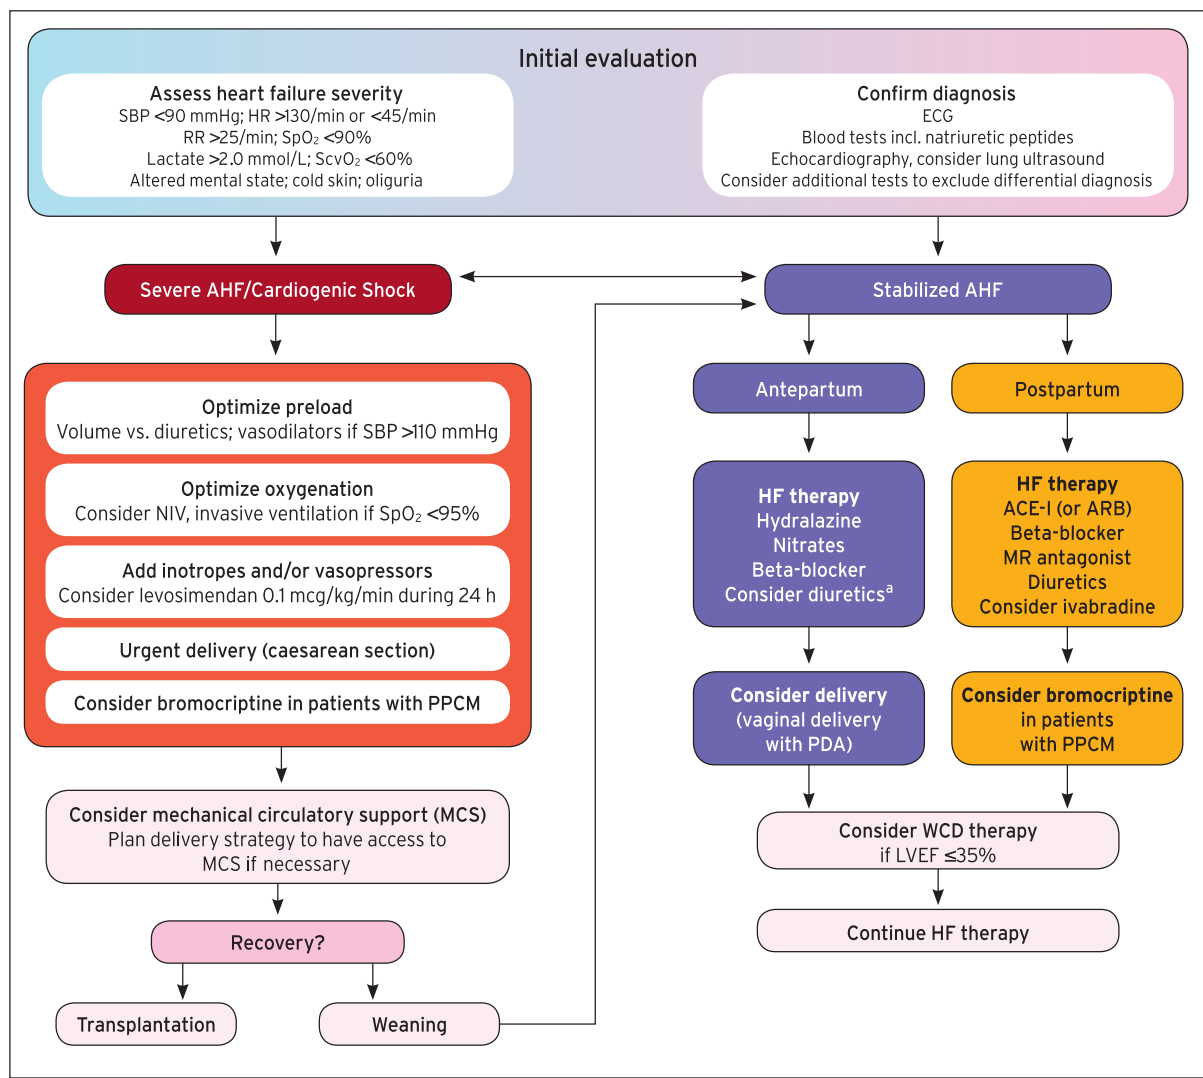 Initial evaluation
Assess heart failure severity
SBP <90 mmHg; HR >130/min or <45/min
RR >25/min; SpO₂ <90%
Lactate >2.0 mmol/L; ScvO₂ <60%
Altered mental state; cold skin; oliguria
Confirm diagnosis
ECG
Blood tests incl. natriuretic peptides
Echocardiography, consider lung ultrasound
Consider additional tests to exclude differential diagnosis
Severe AHF/Cardiogenic Shock
Optimize preload
Volume vs. diuretics; vasodilators if SBP >110 mmHg
Optimize oxygenation
Consider NIV, invasive ventilation if SpO₂ <95%
Add inotropes and/or vasopressors
Consider levosimendan 0.1 mcg/kg/min during 24 h
Urgent delivery (caesarean section)
Consider bromocriptine in patients with PPCM
Consider mechanical circulatory support (MCS)
Plan delivery strategy to have access to
MCS if necessary
Recovery?
Transplantation
Weaning
Stabilized AHF
Antepartum
HF therapy
Hydralazine
Nitrates
Beta-blocker
Consider diureticsᵃ
Consider delivery
(vaginal delivery
with PDA)
Postpartum
HF therapy
ACE-I (or ARB)
Beta-blocker
MR antagonist
Diuretics
Consider ivabradine
Consider bromocriptine
in patients
with PPCM
Consider WCD therapy
if LVEF ≤35%
Continue HF therapy